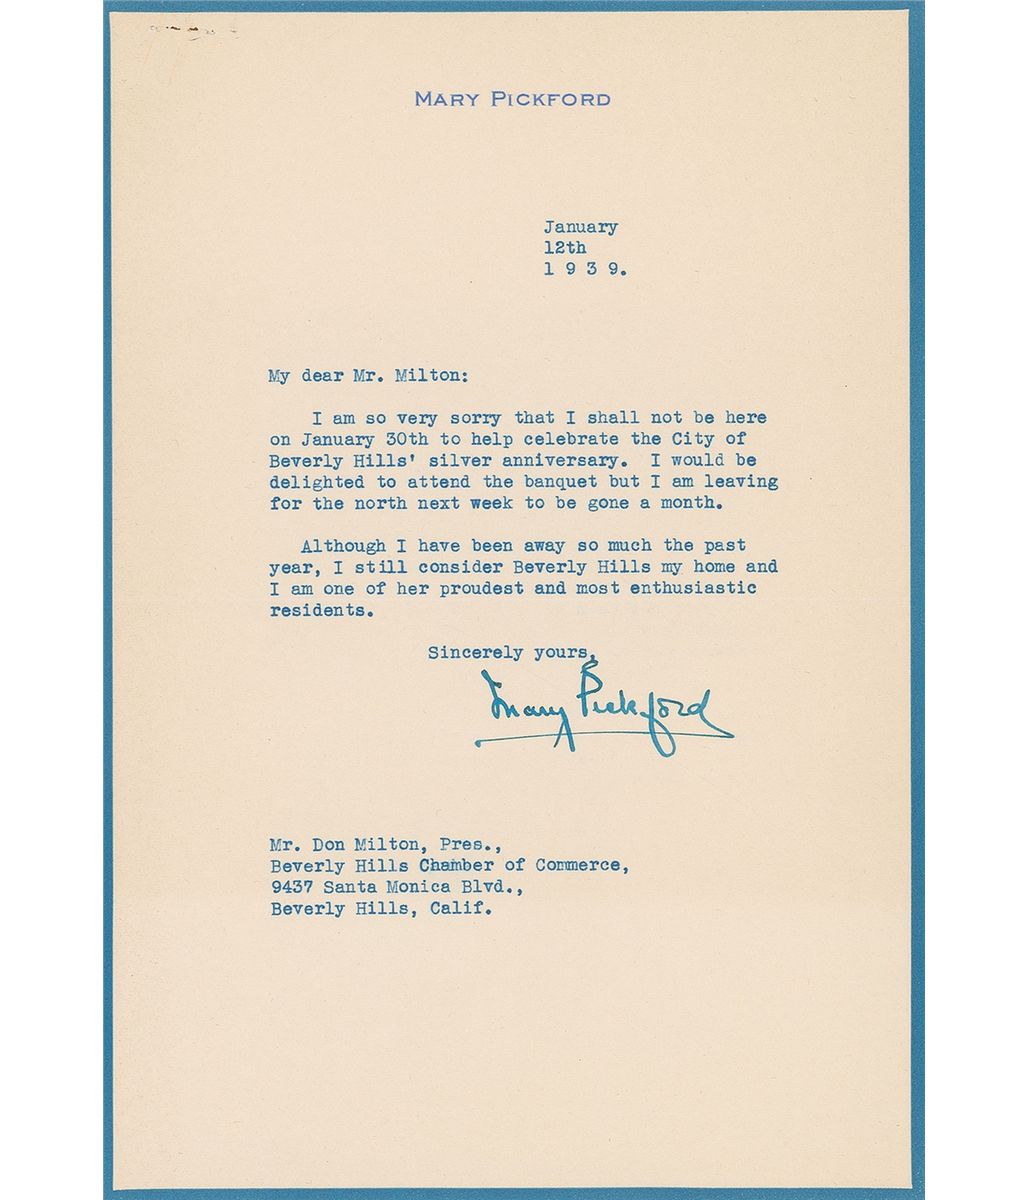 MARY PICKFORD
January
12th
1 9 3 9.
My dear Mr. Milton:
I am so very sorry that I shall not be here
on January 30th to help celebrate the City of
Beverly Hills' silver anniversary. I would be
delighted to attend the banquet but I am leaving
for the north next week to be gone a month.
Although I have been away so much the past
year, I still consider Beverly Hills my home and
I am one of her proudest and most enthusiastic
residents.
Sincerely yours,
Mary Pickford
Mr. Don Milton, Pres.,
Beverly Hills Chamber of Commerce,
9437 Santa Monica Blvd.,
Beverly Hills, Calif.